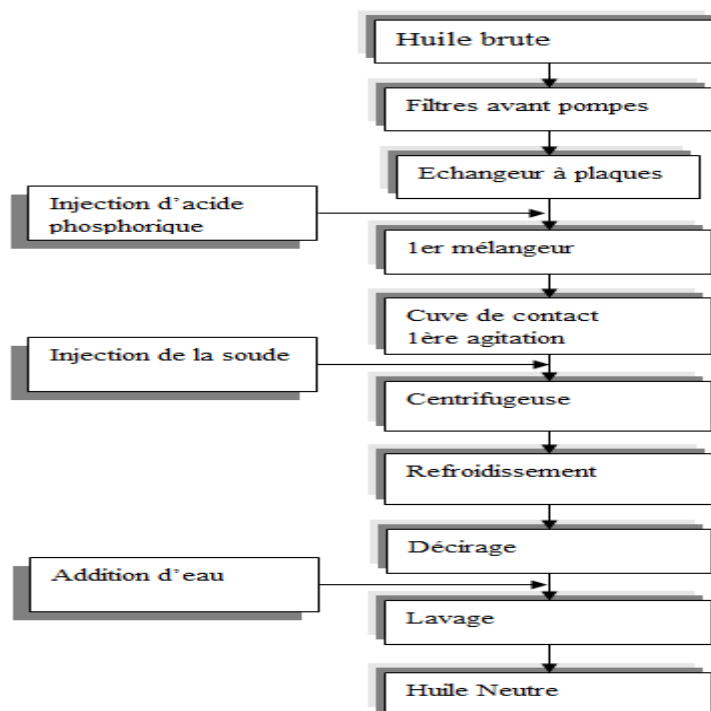 Huile brute
Filtres avant pompes
Echangeur à plaques
Injection d'acide
phosphorique
1er mélangeur
Cuve de contact
1ère agitation
Injection de la soude
Centrifugeuse
Refroidissement
Décirage
Addition d'eau
Lavage
Huile Neutre